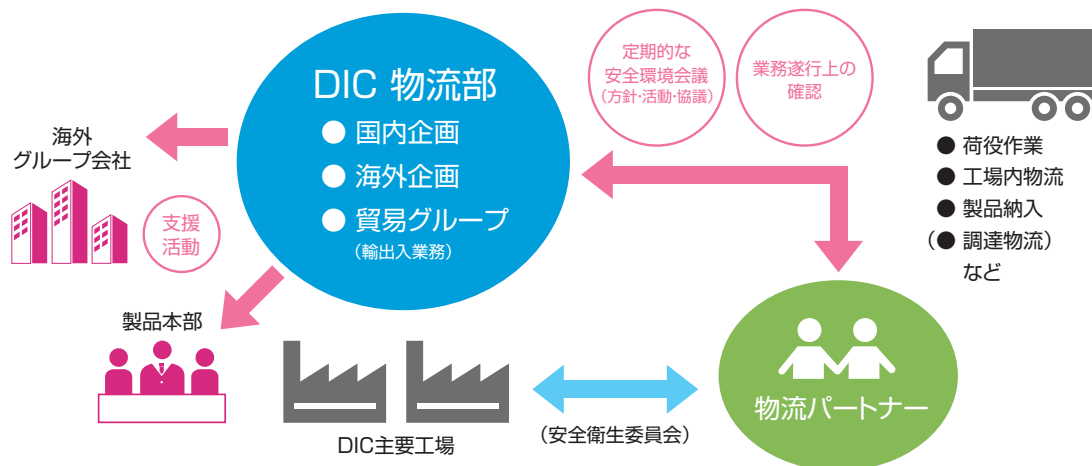 DIC 物流部
● 国内企画
● 海外企画
● 貿易グループ
（輸出入業務）
定期的な
安全環境会議
（方針・活動・協議）
業務遂行上の
確認
● 荷役作業
● 工場内物流
● 製品納入
（● 調達物流）
など
海外
グループ会社
支援
活動
製品本部
DIC主要工場
（安全衛生委員会）
物流パートナー